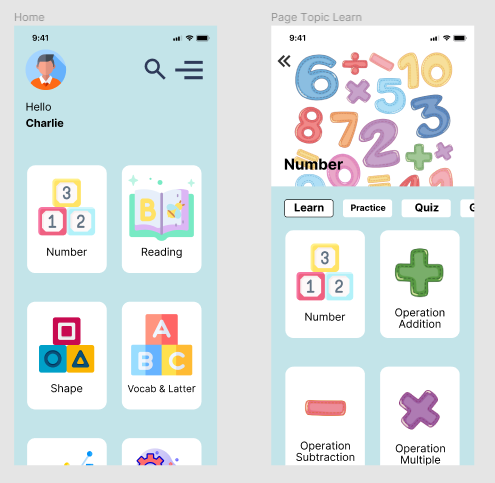 Home
9:41
Hello
Charlie
3
1 2
Number
B
Reading
Shape
A
B C
Vocab & Latter
Page Topic Learn
9:41
6 10
5
8 7 3
2
Number
Learn Practice Quiz G
3
1 2
Number
Operation
Addition
Operation
Subtraction
Operation
Multiple